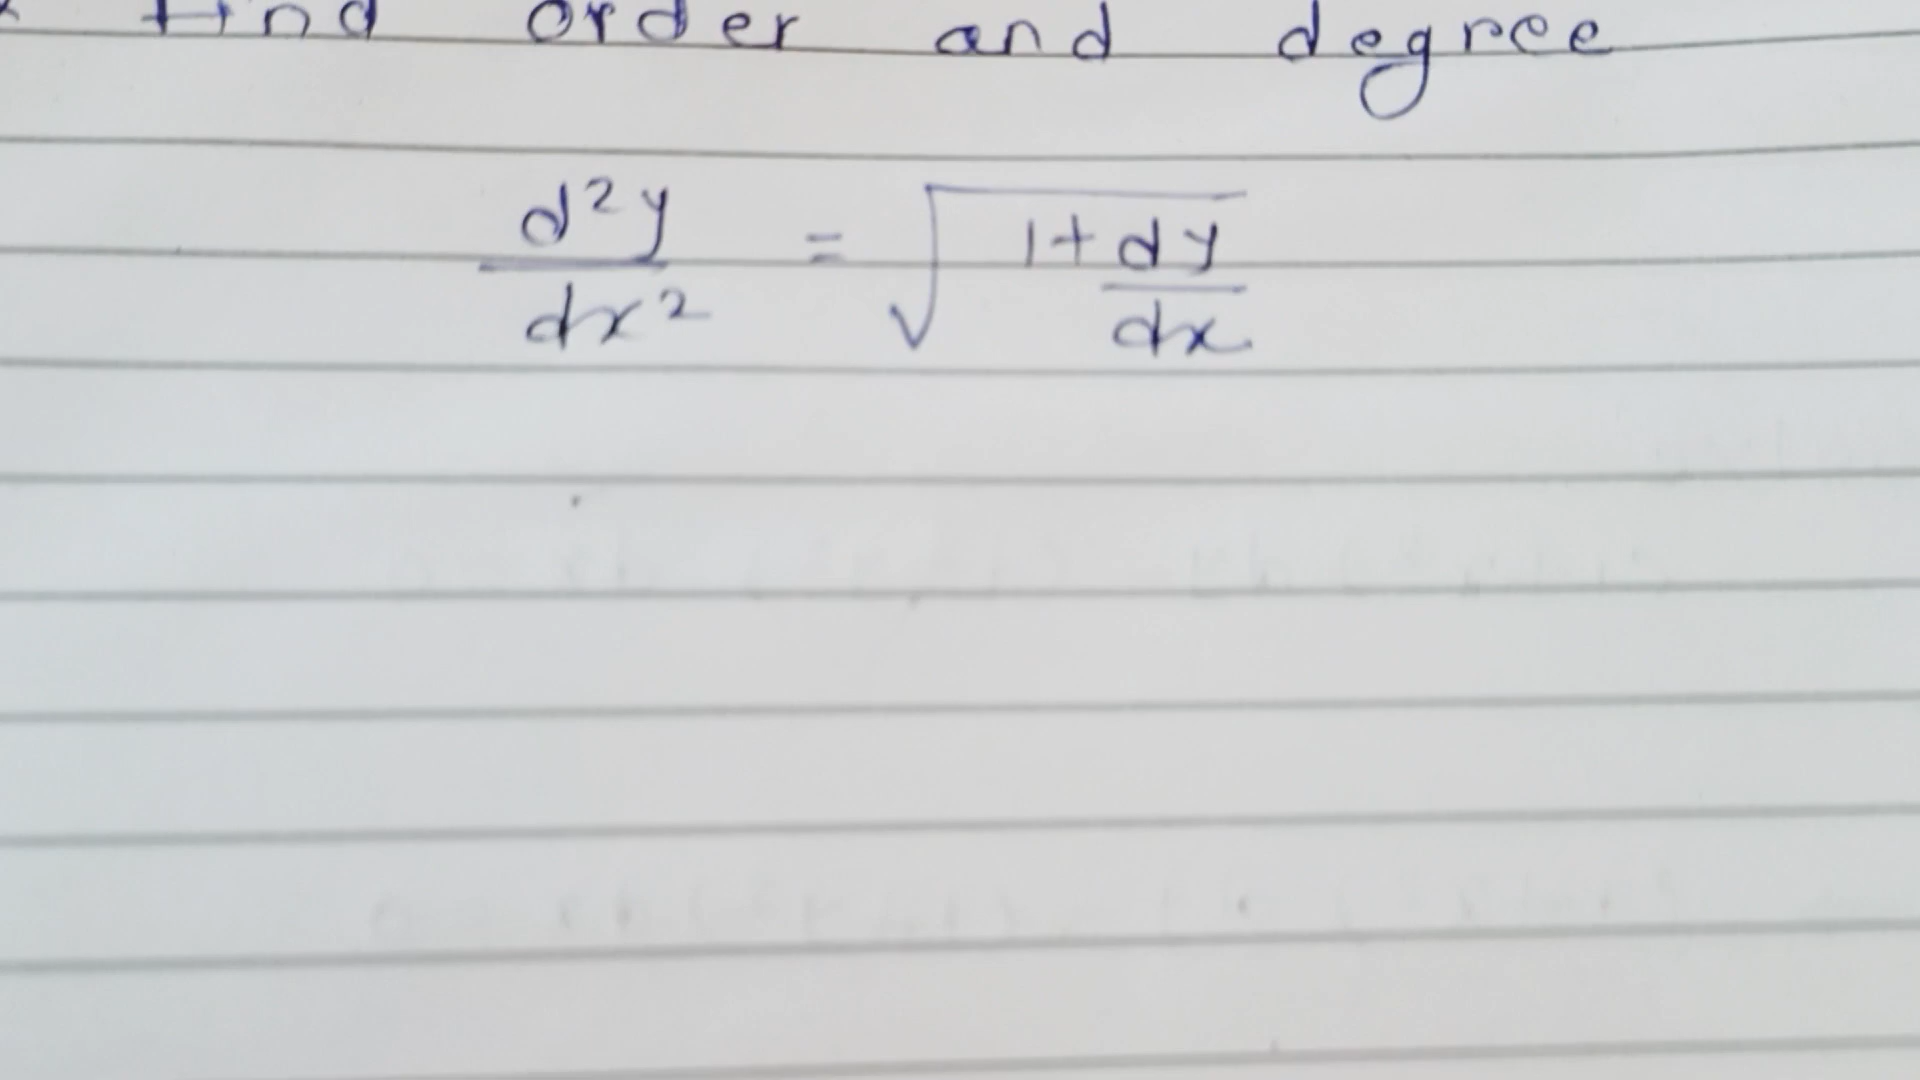 find order and degree
d²y/dx² = √(1+dy/dx)